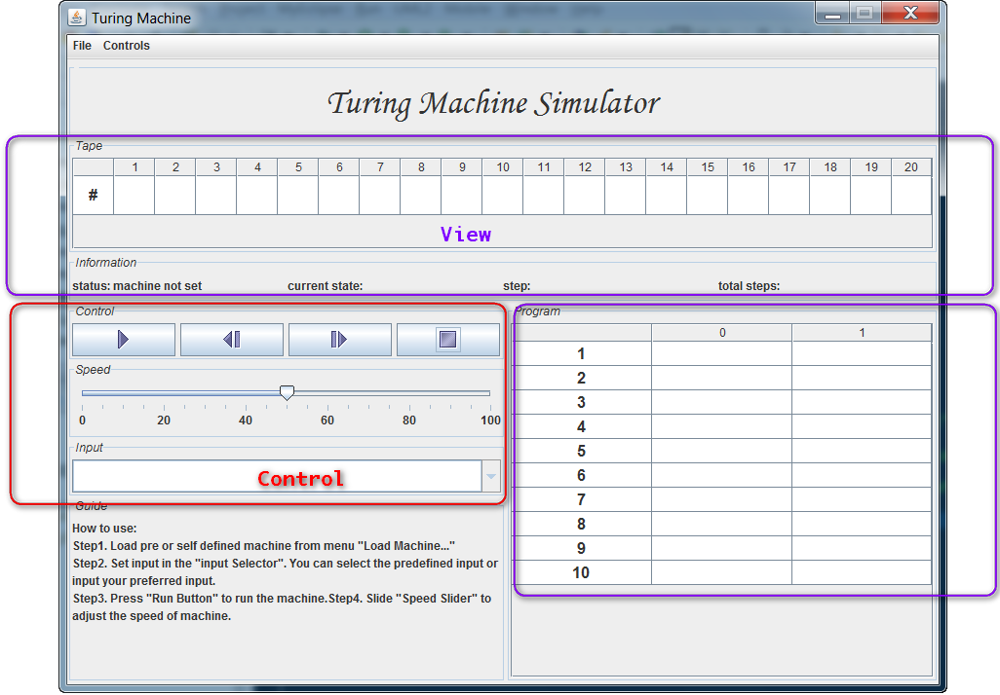 Turing Machine
File Controls
Turing Machine Simulator
Tape
1 2 3 4 5 6 7 8 9 10 11 12 13 14 15 16 17 18 19 20
#
View
Information
status: machine not set current state: step: total steps:
Control
Speed
0 20 40 60 80 100
Input
Control
Guide
How to use:
Step1. Load pre or self defined machine from menu "Load Machine..."
Step2. Set input in the "input Selector". You can select the predefined input or
input your preferred input.
Step3. Press "Run Button" to run the machine.Step4. Slide "Speed Slider" to
adjust the speed of machine.
Program
0 1
1
2
3
4
5
6
7
8
9
10